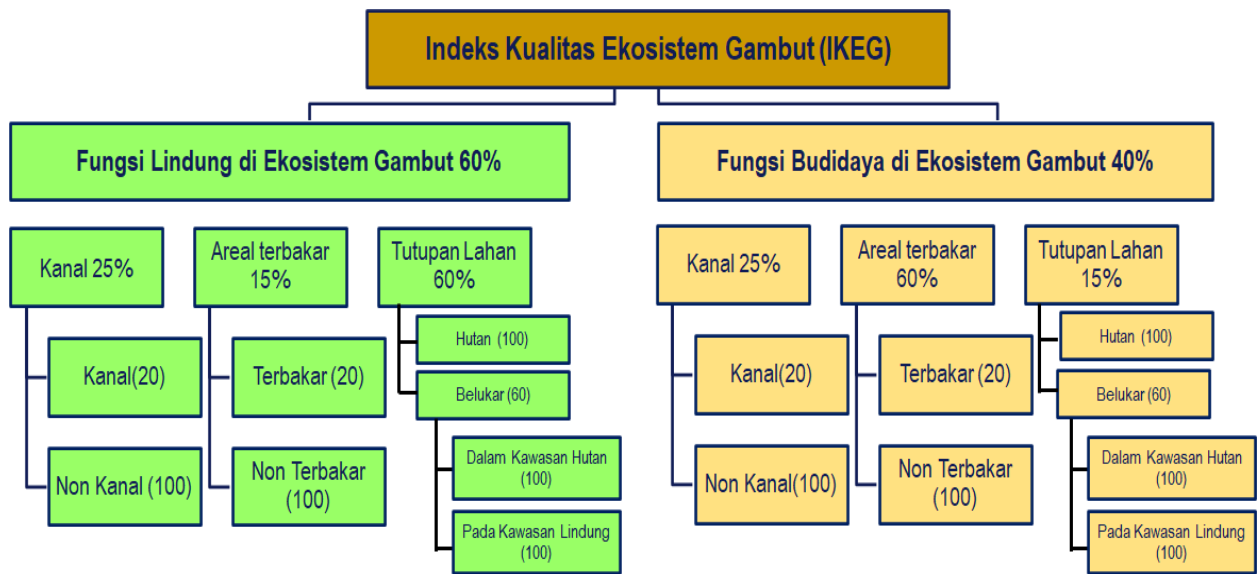 Indeks Kualitas Ekosistem Gambut (IKEG)
Fungsi Lindung di Ekosistem Gambut 60%
Kanal 25%
Kanal(20)
Non Kanal (100)
Areal terbakar
15%
Terbakar (20)
Non Terbakar
(100)
Tutupan Lahan
60%
Hutan (100)
Belukar (60)
Dalam Kawasan Hutan
(100)
Pada Kawasan Lindung
(100)
Fungsi Budidaya di Ekosistem Gambut 40%
Kanal 25%
Kanal(20)
Non Kanal(100)
Areal terbakar
60%
Terbakar (20)
Non Terbakar
(100)
Tutupan Lahan
15%
Hutan (100)
Belukar (60)
Dalam Kawasan Hutan
(100)
Pada Kawasan Lindung
(100)